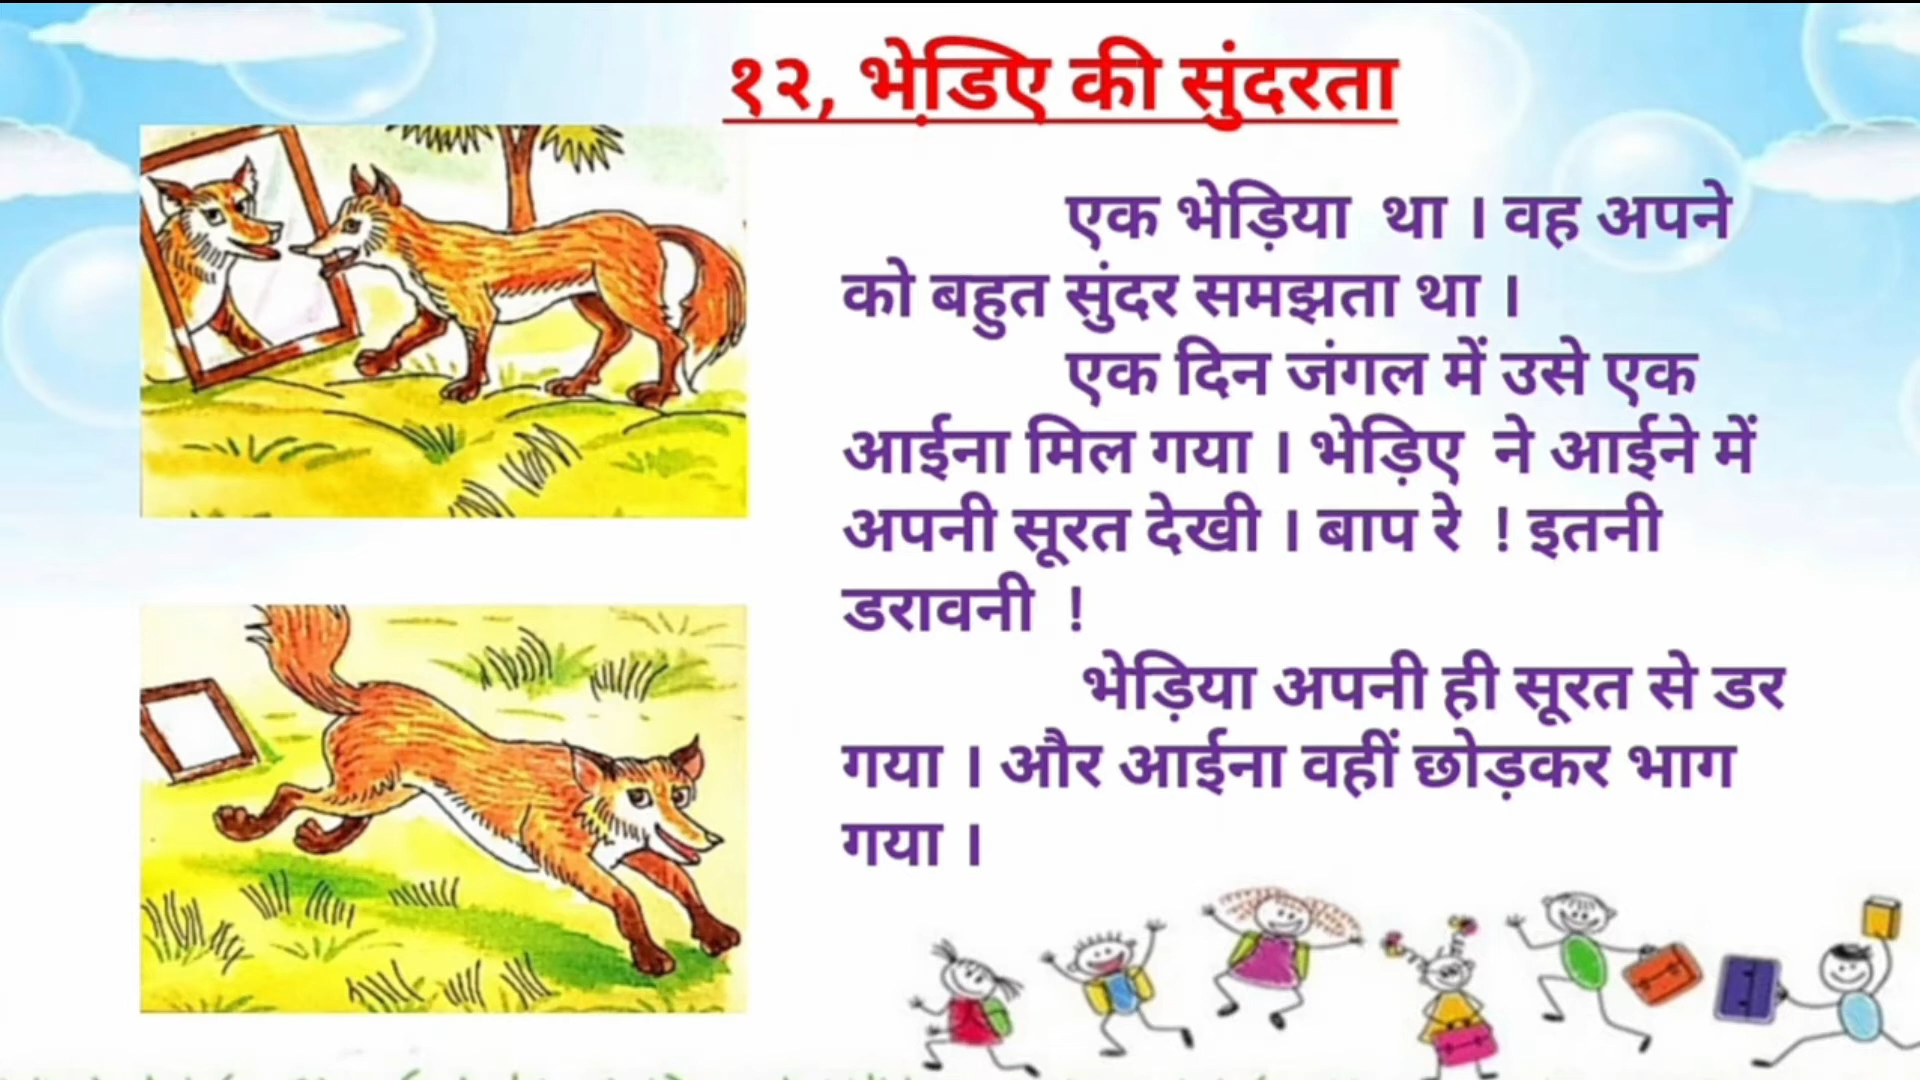 १२, भेडिए की सुंदरता
एक भेड़िया था । वह अपने
को बहुत सुंदर समझता था ।
एक दिन जंगल में उसे एक
आईना मिल गया । भेड़िए ने आईने में
अपनी सूरत देखी । बाप रे ! इतनी
डरावनी !
भेड़िया अपनी ही सूरत से डर
गया । और आईना वहीं छोड़कर भाग
गया ।